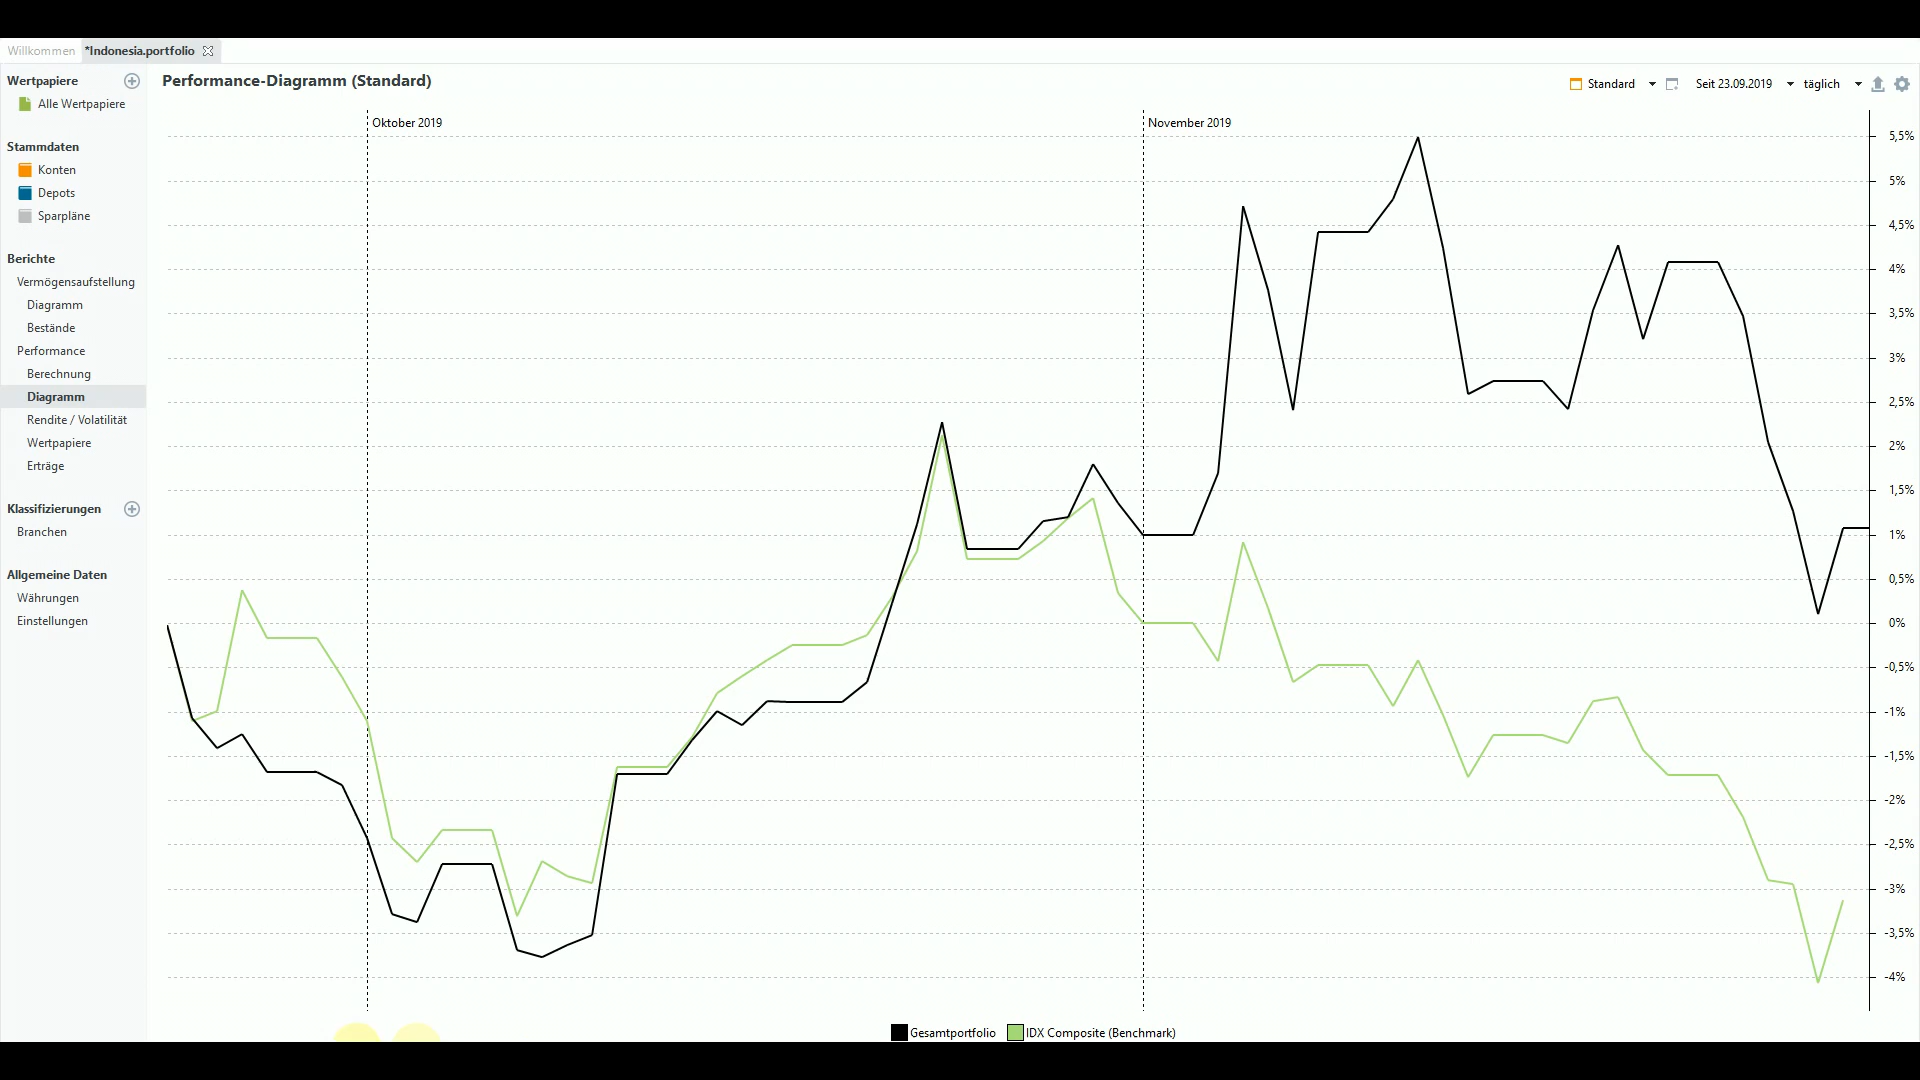 Willkommen
*Indonesia.portfolio
Wertpapiere
Alle Wertpapiere
Stammdaten
Konten
Depots
Sparpläne
Berichte
Vermögensaufstellung
Diagramm
Bestände
Performance
Berechnung
Diagramm
Rendite / Volatilität
Wertpapiere
Erträge
Klassifizierungen
Branchen
Allgemeine Daten
Währungen
Einstellungen
Performance-Diagramm (Standard)
Standard
Seit 23.09.2019
täglich
Oktober 2019
November 2019
5,5%
5%
4,5%
4%
3,5%
3%
2,5%
2%
1,5%
1%
0,5%
0%
-0,5%
-1%
-1,5%
-2%
-2,5%
-3%
-3,5%
-4%
Gesamtportfolio
IDX Composite (Benchmark)